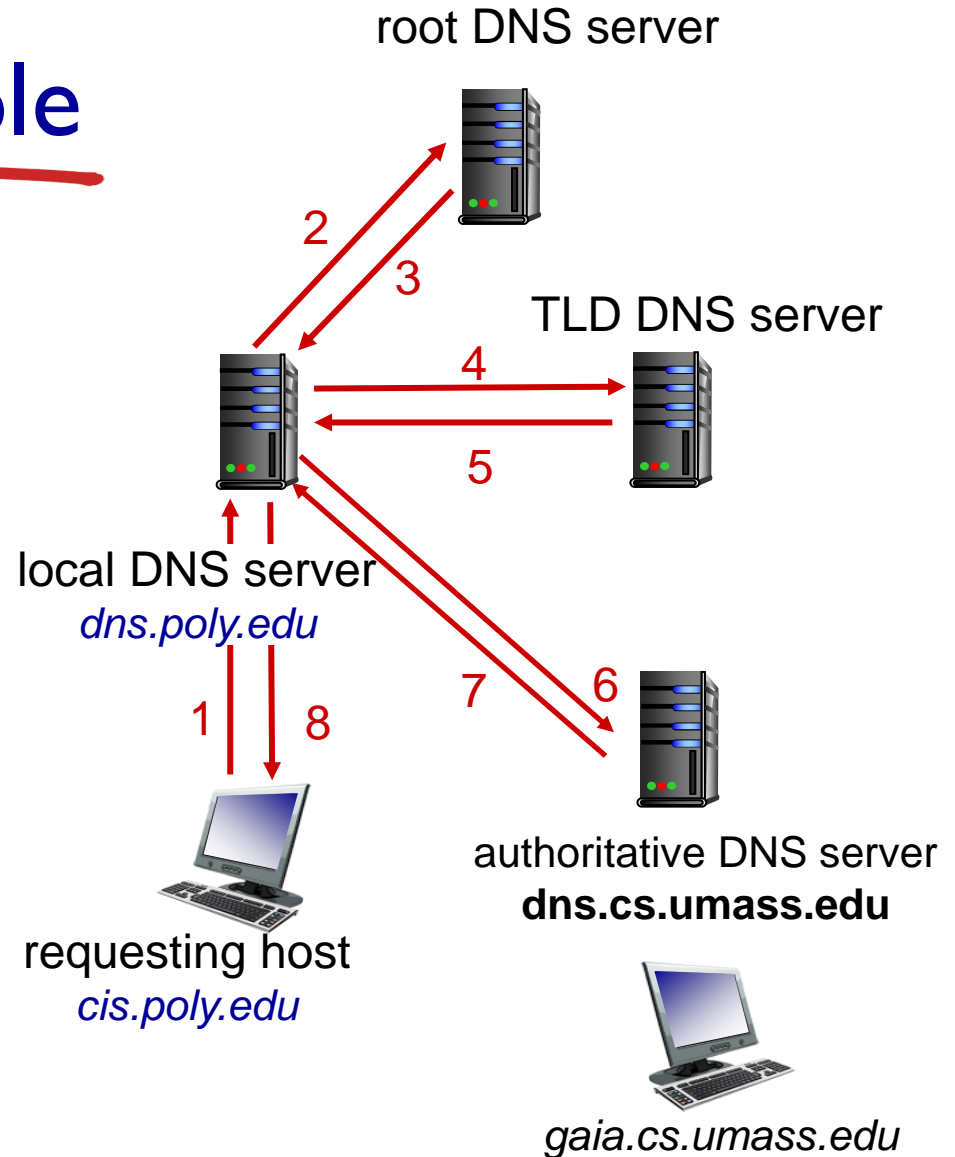 root DNS server
ole
2
3
TLD DNS server
4
5
local DNS server
dns.poly.edu
1
8
7
6
authoritative DNS server
dns.cs.umass.edu
requesting host
cis.poly.edu
gaia.cs.umass.edu